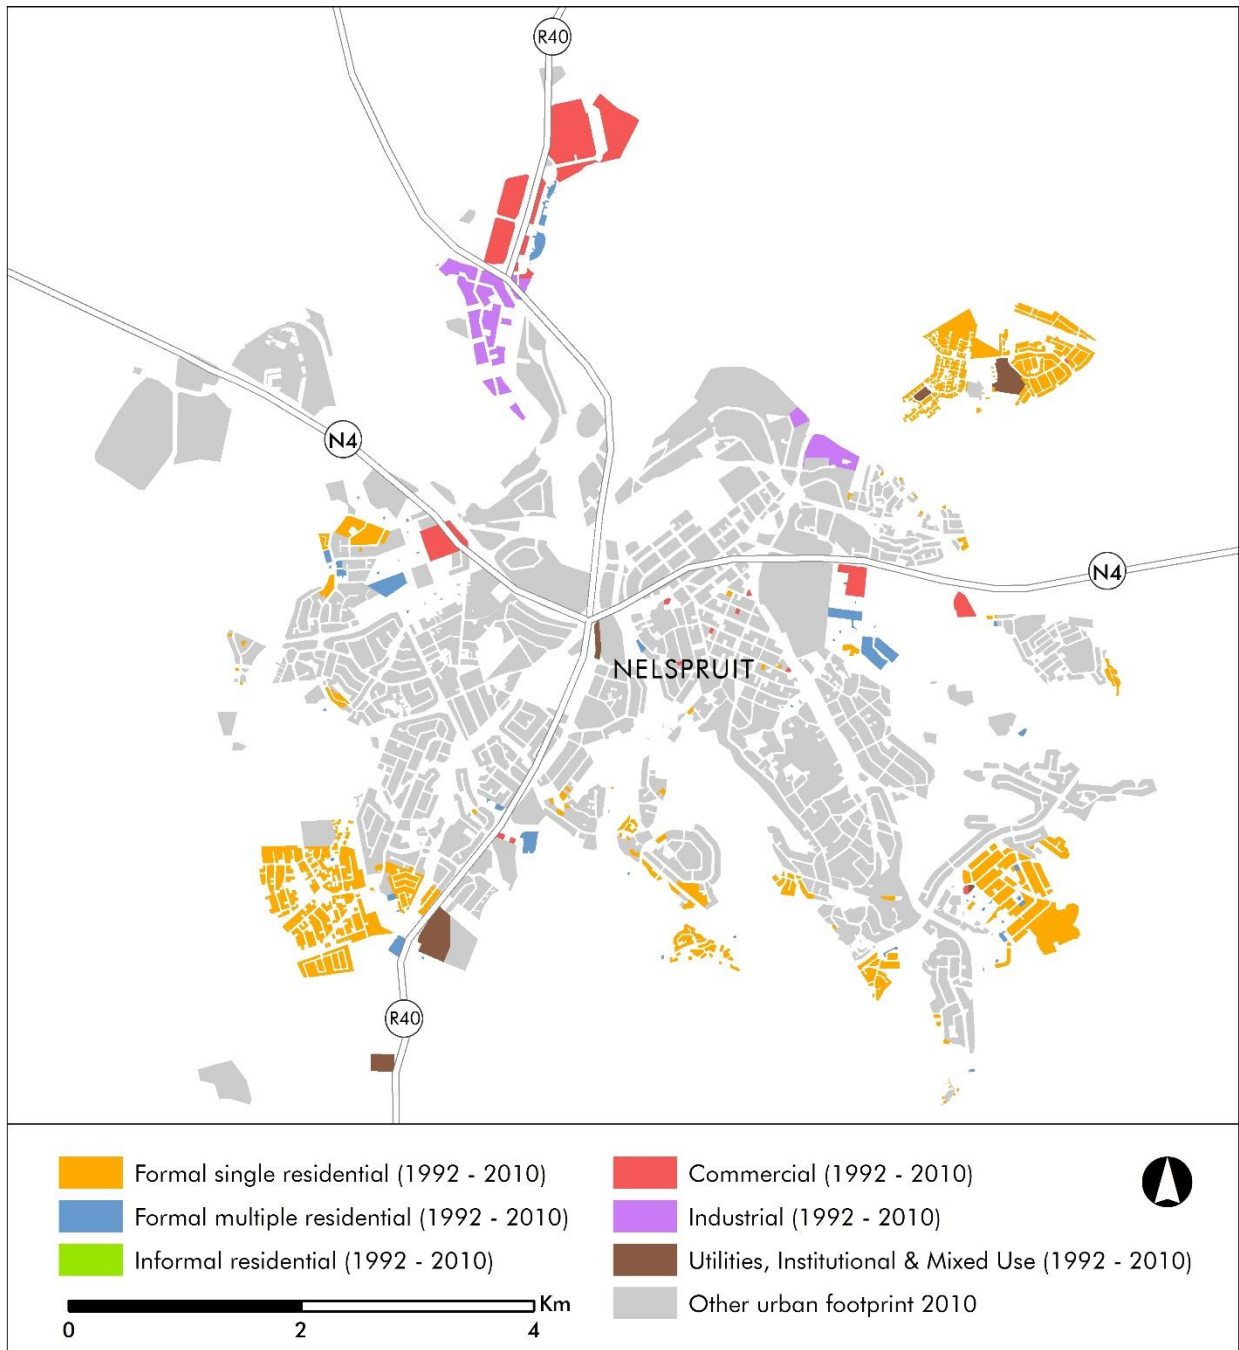 R40
N4
N4
NELSPRUIT
R40
Formal single residential (1992 - 2010)
Formal multiple residential (1992 - 2010)
Informal residential (1992 - 2010)
Commercial (1992 - 2010)
Industrial (1992 - 2010)
Utilities, Institutional & Mixed Use (1992 - 2010)
Other urban footprint 2010
Km
0 2 4